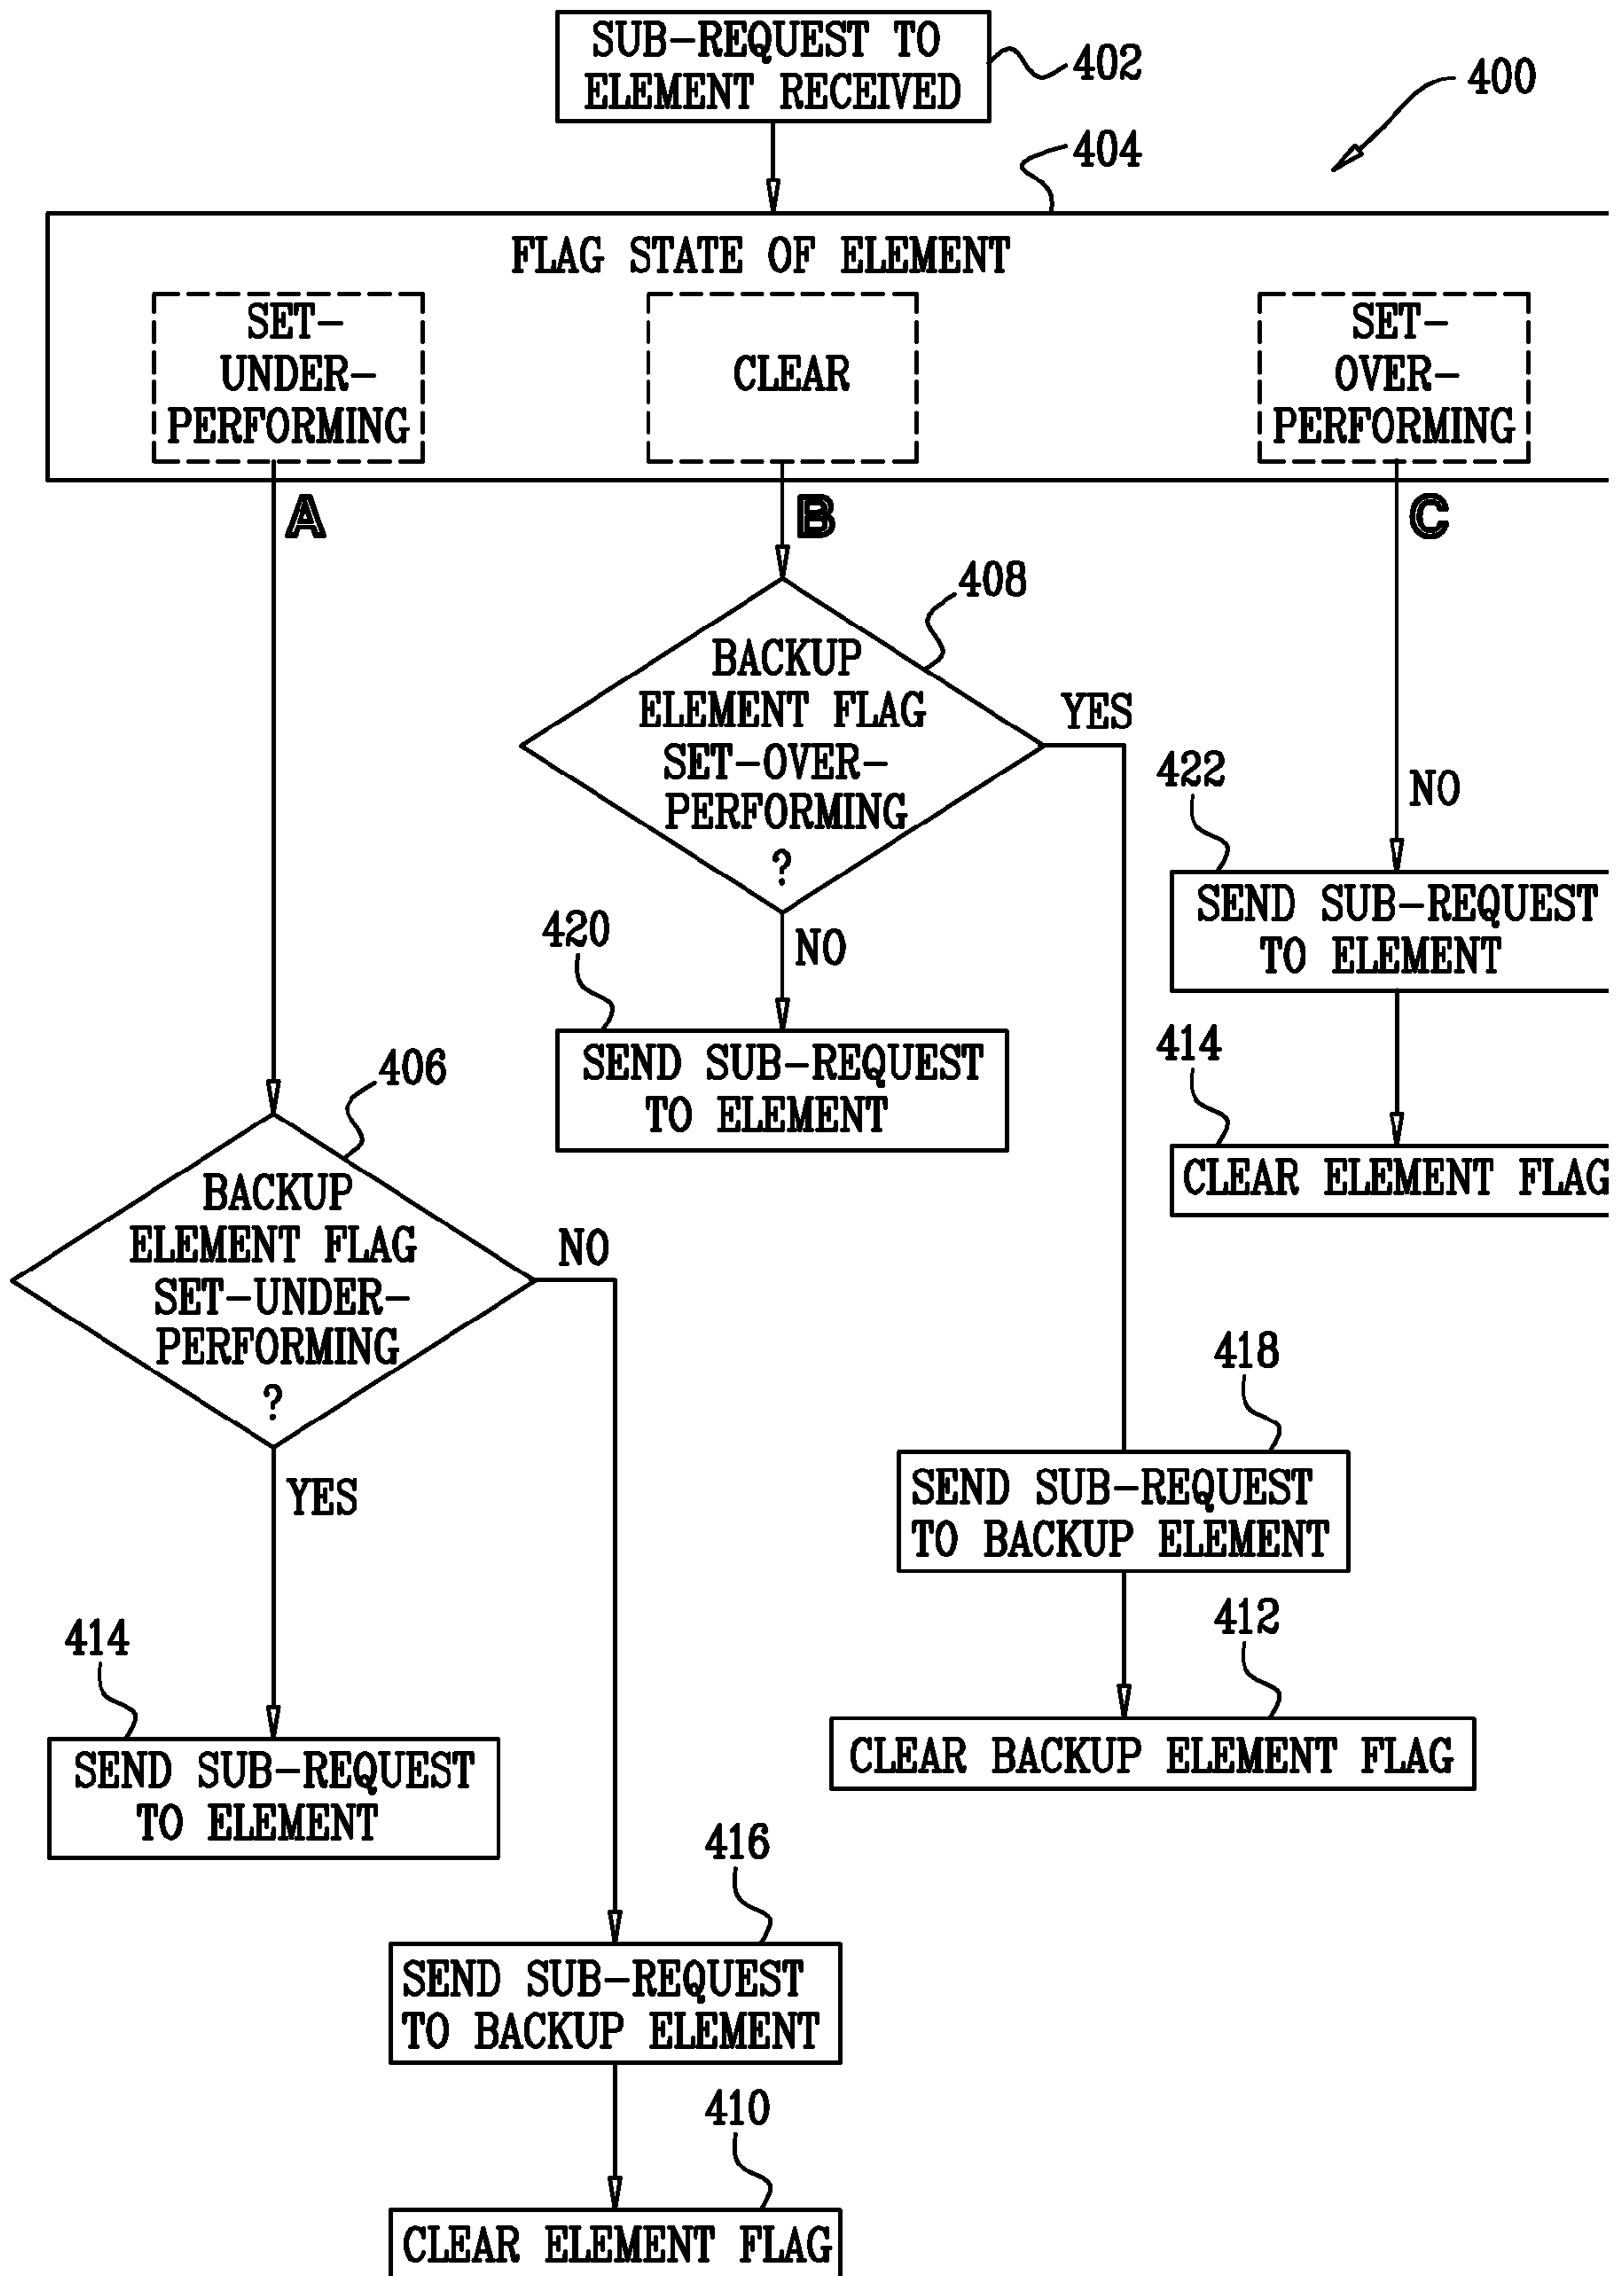 SUB-REQUEST TO
ELEMENT RECEIVED
402
400
404
FLAG STATE OF ELEMENT
SET-
UNDER-
PERFORMING
CLEAR
SET-
OVER-
PERFORMING
A
B
C
408
BACKUP
ELEMENT FLAG
SET-OVER-
PERFORMING
?
YES
NO
422
NO
SEND SUB-REQUEST
TO ELEMENT
420
SEND SUB-REQUEST
TO ELEMENT
414
CLEAR ELEMENT FLAG
406
BACKUP
ELEMENT FLAG
SET-UNDER-
PERFORMING
?
NO
YES
418
SEND SUB-REQUEST
TO BACKUP ELEMENT
412
CLEAR BACKUP ELEMENT FLAG
414
SEND SUB-REQUEST
TO ELEMENT
416
SEND SUB-REQUEST
TO BACKUP ELEMENT
410
CLEAR ELEMENT FLAG